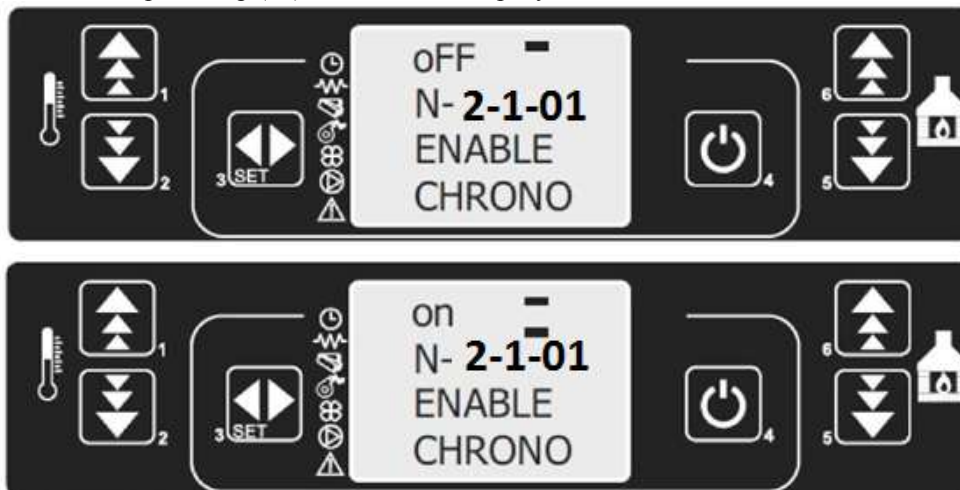 oFF
N- 2-1-01
ENABLE
CHRONO
1
2
3 SET
4
6
5
on
N- 2-1-01
ENABLE
CHRONO
1
2
3 SET
4
6
5